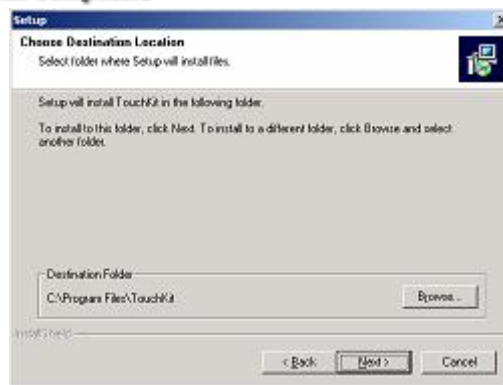 Setup
Choose Destination Location
Select folder where Setup will install files.
Setup will install TouchKit in the following folder.
To install to this folder, click Next. To install to a different folder, click Browse and select
another folder.
Destination Folder
C:\Program Files\TouchKit
Browse...
InstallShield
< Back
Next >
Cancel